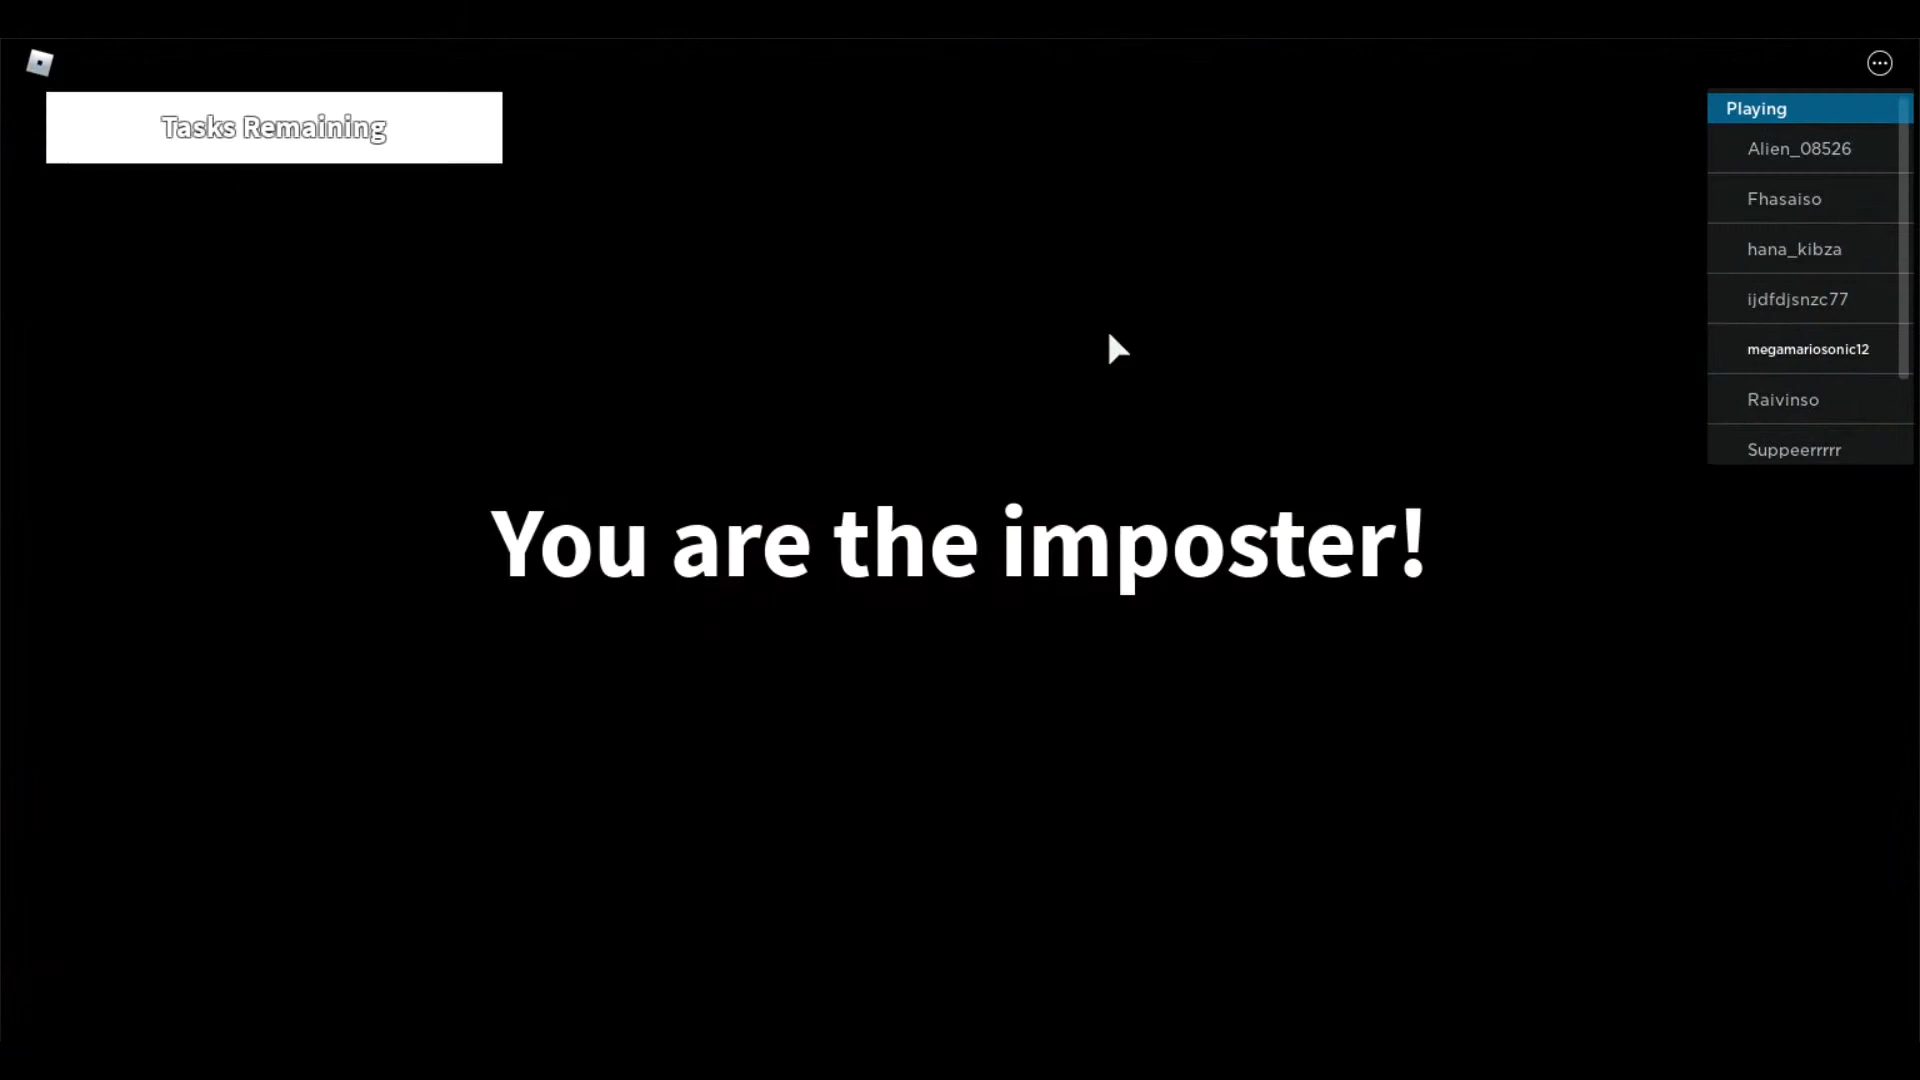 Tasks Remaining
Playing
Alien_08526
Fhasaiso
hana_kibza
ijdfdjsnzc77
megamariosonic12
Raivinso
Suppeerrrrr
You are the imposter!